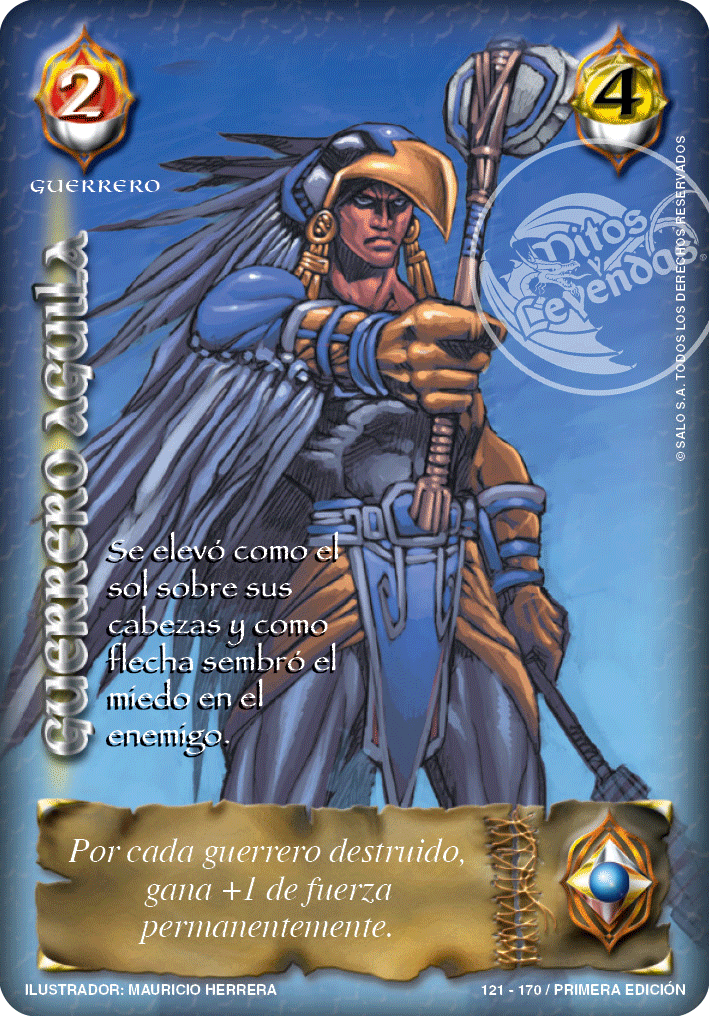 2
4
GUERRERO
GUERRERO AGUILA
Mitos
y
Leyendas
®
© SALO S.A. TODOS LOS DERECHOS RESERVADOS
Se elevó como el
sol sobre sus
cabezas y como
flecha sembró el
miedo en el
enemigo.
Por cada guerrero destruido,
gana +1 de fuerza
permanentemente.
ILUSTRADOR: MAURICIO HERRERA
121 - 170 / PRIMERA EDICIÓN